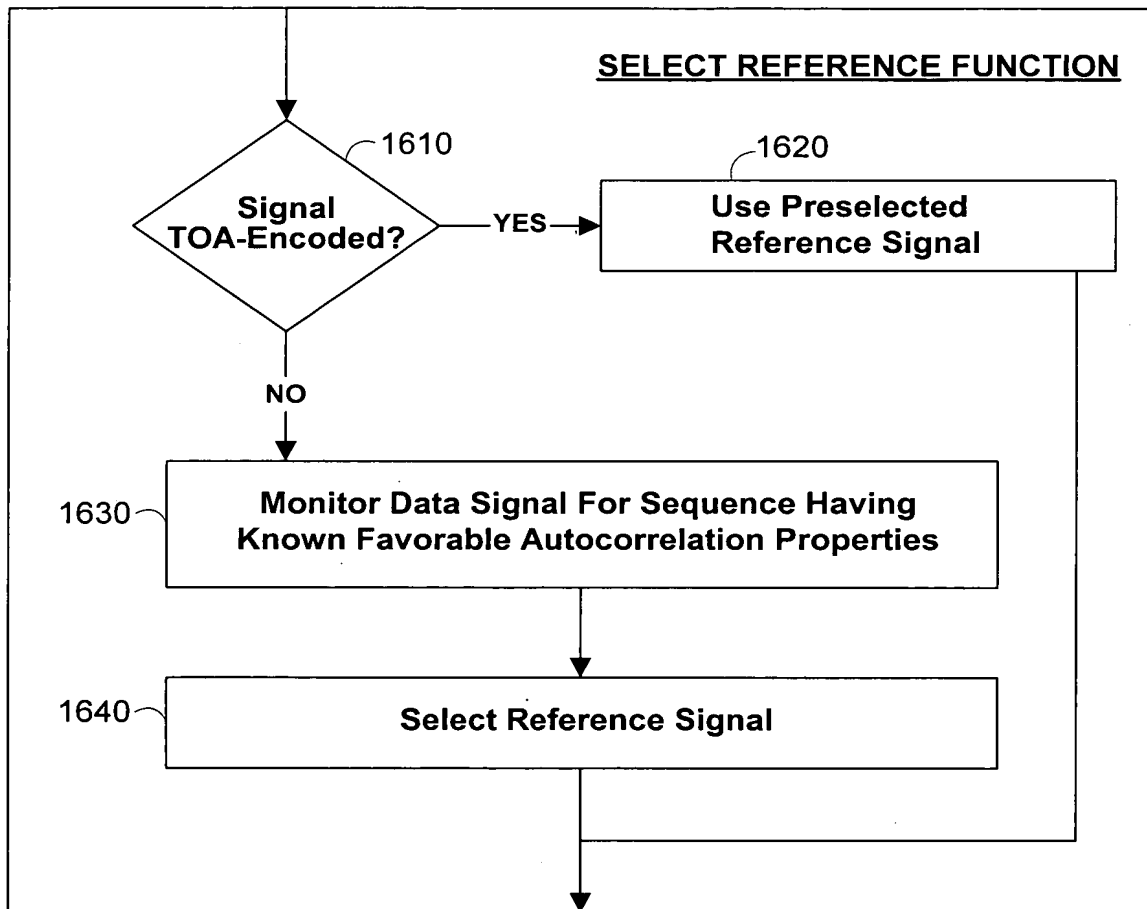 SELECT REFERENCE FUNCTION
1610
Signal
TOA-Encoded?
YES
1620
Use Preselected
Reference Signal
NO
1630
Monitor Data Signal For Sequence Having
Known Favorable Autocorrelation Properties
1640
Select Reference Signal